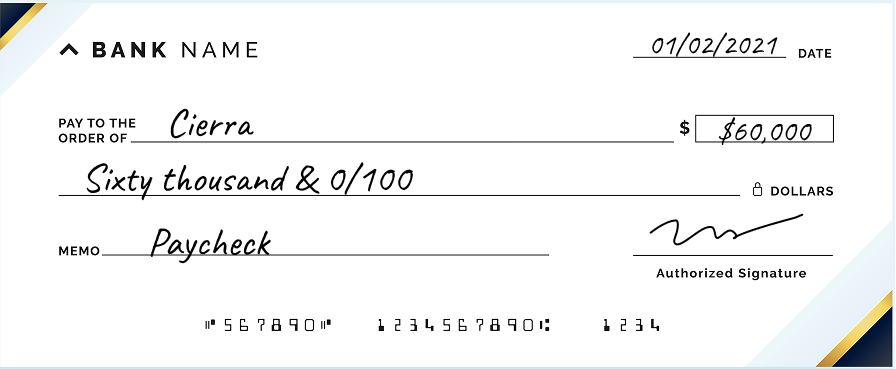 BANK NAME
01/02/2021 DATE
PAY TO THE
ORDER OF Cierra $ $60,000
Sixty thousand & 0/100 DOLLARS
MEMO Paycheck
Authorized Signature
⑈567890⑈ 1234567890⑆ 1234